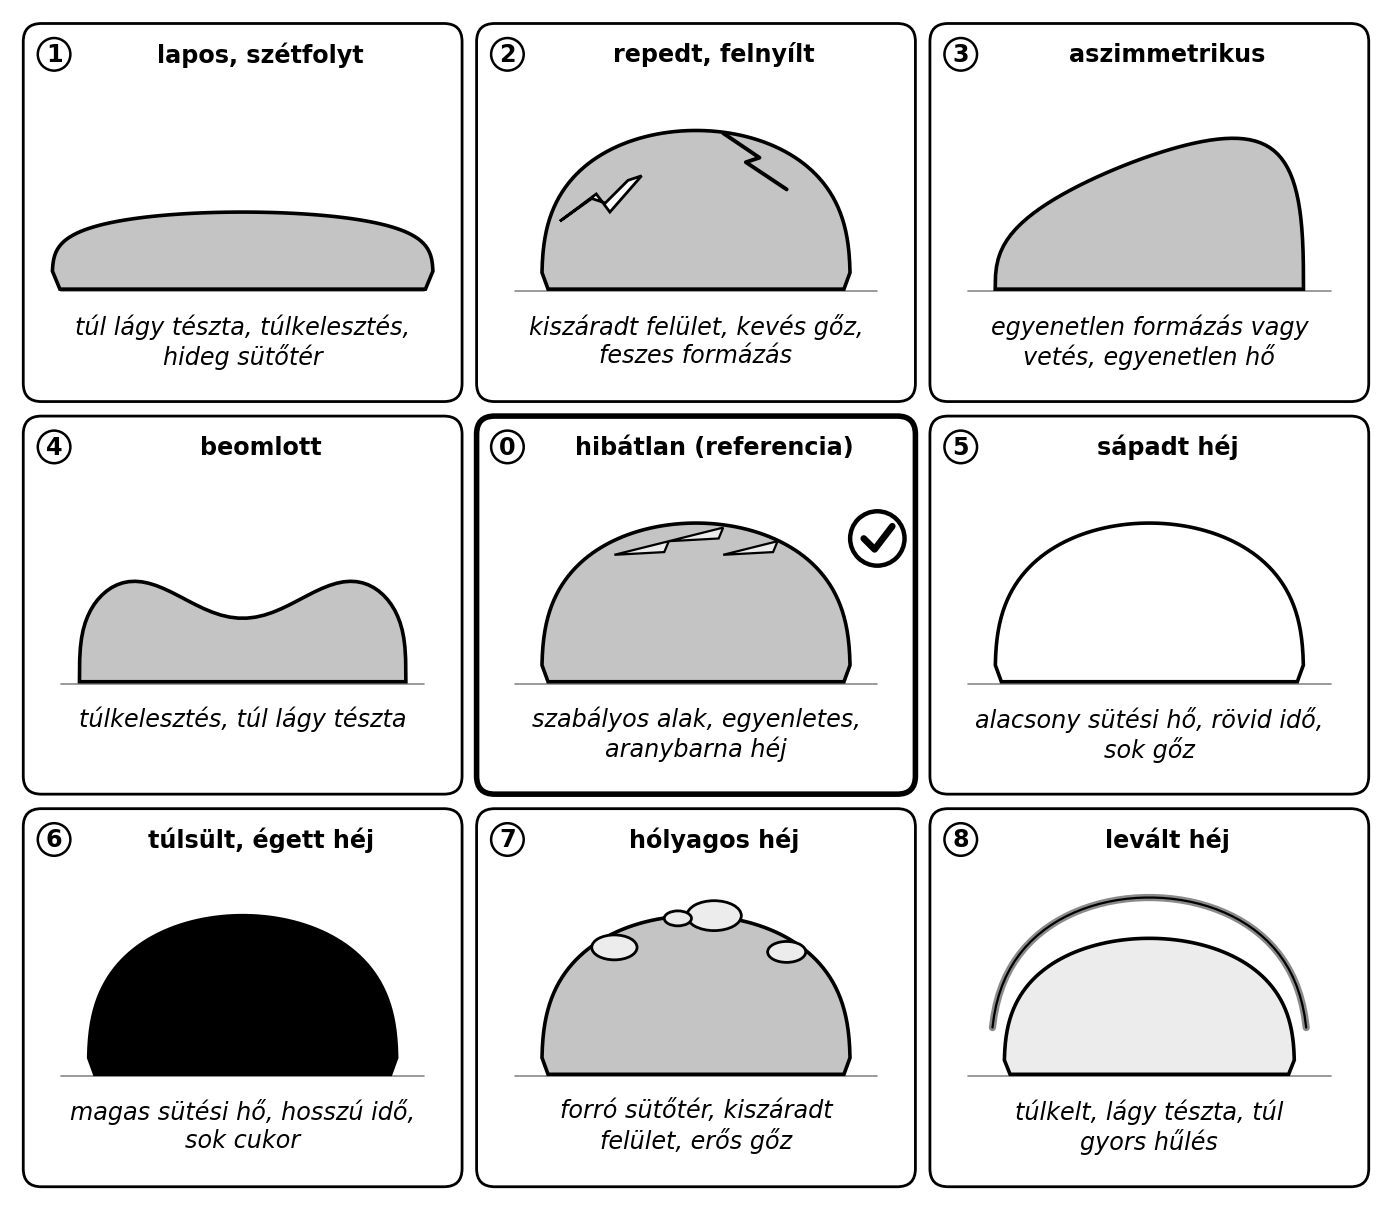 1 lapos, szétfolyt
túl lágy tészta, túlkelesztés,
hideg sütőtér
2 repedt, felnyílt
kiszáradt felület, kevés gőz,
feszes formázás
3 aszimmetrikus
egyenetlen formázás vagy
vetés, egyenetlen hő
4 beomlott
túlkelesztés, túl lágy tészta
0 hibátlan (referencia)
szabályos alak, egyenletes,
aranybarna héj
5 sápadt héj
alacsony sütési hő, rövid idő,
sok gőz
6 túlsült, égett héj
magas sütési hő, hosszú idő,
sok cukor
7 hólyagos héj
forró sütőtér, kiszáradt
felület, erős gőz
8 levált héj
túlkelt, lágy tészta, túl
gyors hűlés